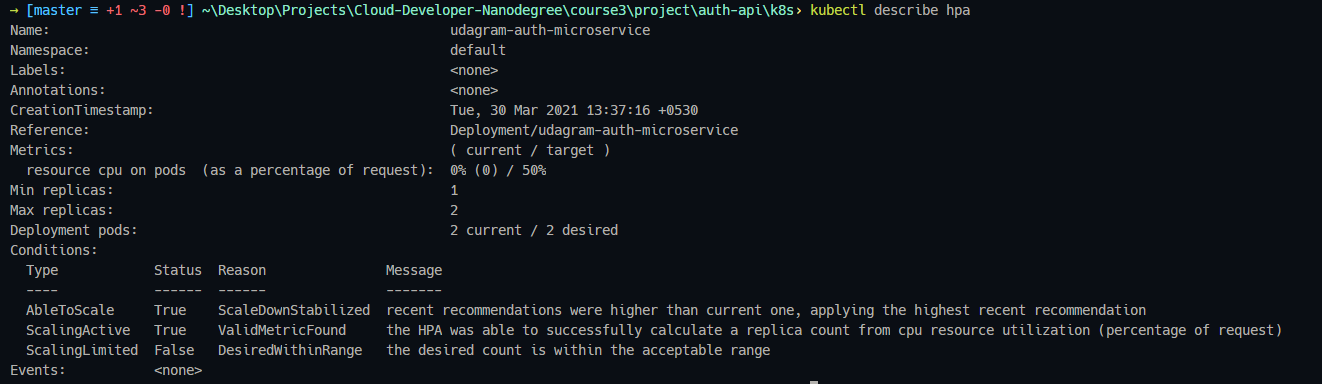 → [master ≡ +1 ~3 -0 !] ~\Desktop\Projects\Cloud-Developer-Nanodegree\course3\project\auth-api\k8s› kubectl describe hpa
Name:                                                  udagram-auth-microservice
Namespace:                                             default
Labels:                                                <none>
Annotations:                                           <none>
CreationTimestamp:                                     Tue, 30 Mar 2021 13:37:16 +0530
Reference:                                             Deployment/udagram-auth-microservice
Metrics:                                               ( current / target )
  resource cpu on pods  (as a percentage of request):  0% (0) / 50%
Min replicas:                                          1
Max replicas:                                          2
Deployment pods:                                       2 current / 2 desired
Conditions:
  Type            Status  Reason               Message
  ----            ------  ------               -------
  AbleToScale     True    ScaleDownStabilized  recent recommendations were higher than current one, applying the highest recent recommendation
  ScalingActive   True    ValidMetricFound     the HPA was able to successfully calculate a replica count from cpu resource utilization (percentage of request)
  ScalingLimited  False   DesiredWithinRange   the desired count is within the acceptable range
Events:           <none>